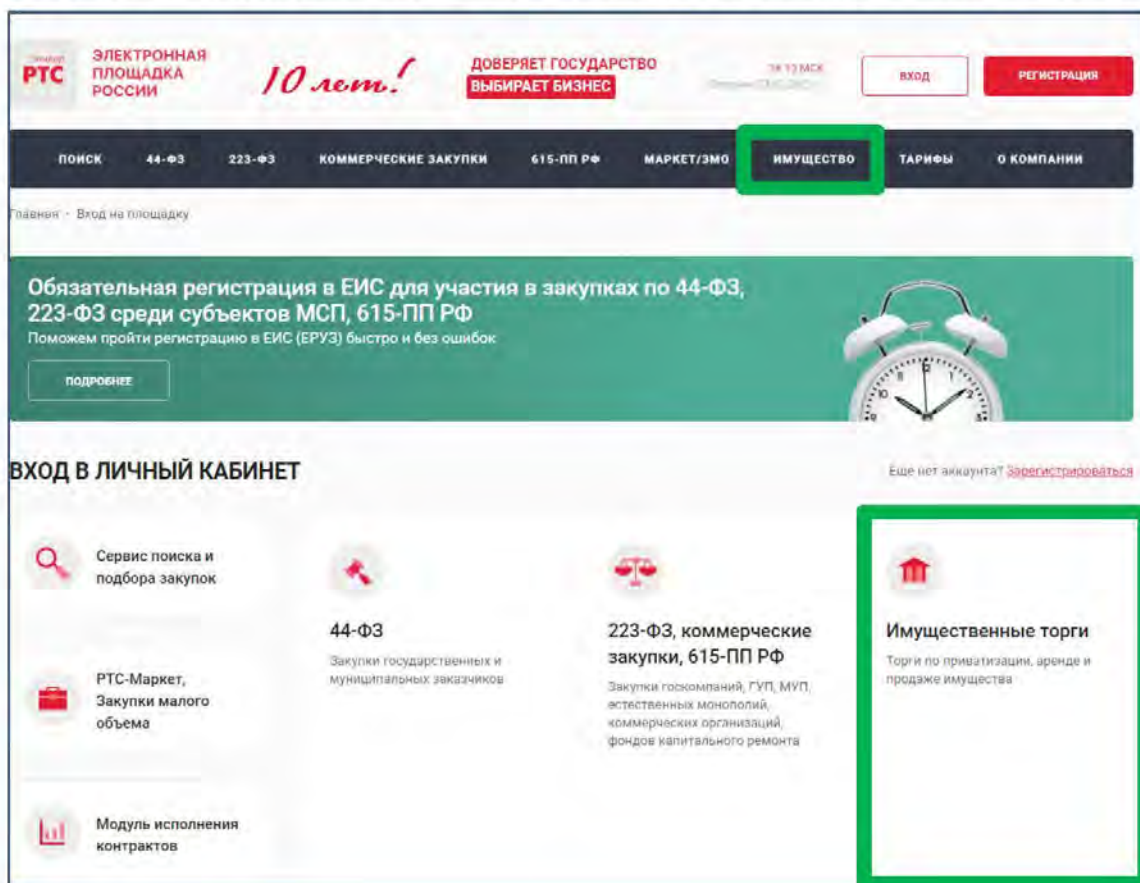 РТС
ЭЛЕКТРОННАЯ
ПЛОЩАДКА
РОССИИ
10 лет!
ДОВЕРЯЕТ ГОСУДАРСТВО
ВЫБИРАЕТ БИЗНЕС
МСК
ВХОД
РЕГИСТРАЦИЯ
ПОИСК 44-ФЗ 223-ФЗ КОММЕРЧЕСКИЕ ЗАКУПКИ 615-ПП РФ МАРКЕТ/ЗМО ИМУЩЕСТВО ТАРИФЫ О КОМПАНИИ
Главная - Вход на площадку
Обязательная регистрация в ЕИС для участия в закупках по 44-ФЗ,
223-ФЗ среди субъектов МСП, 615-ПП РФ
Поможем пройти регистрацию в ЕИС (ЕРУЗ) быстро и без ошибок
ПОДРОБНЕЕ
ВХОД В ЛИЧНЫЙ КАБИНЕТ
Еще нет аккаунта? Зарегистрироваться
Сервис поиска и
подбора закупок
РТС-Маркет,
Закупки малого
объема
Модуль исполнения
контрактов
44-ФЗ
Закупки государственных и
муниципальных заказчиков
223-ФЗ, коммерческие
закупки, 615-ПП РФ
Закупки госкомпаний, ГУП, МУП,
естественных монополий,
коммерческих организаций,
фондов капитального ремонта
Имущественные торги
Торги по приватизации, аренде и
продаже имущества